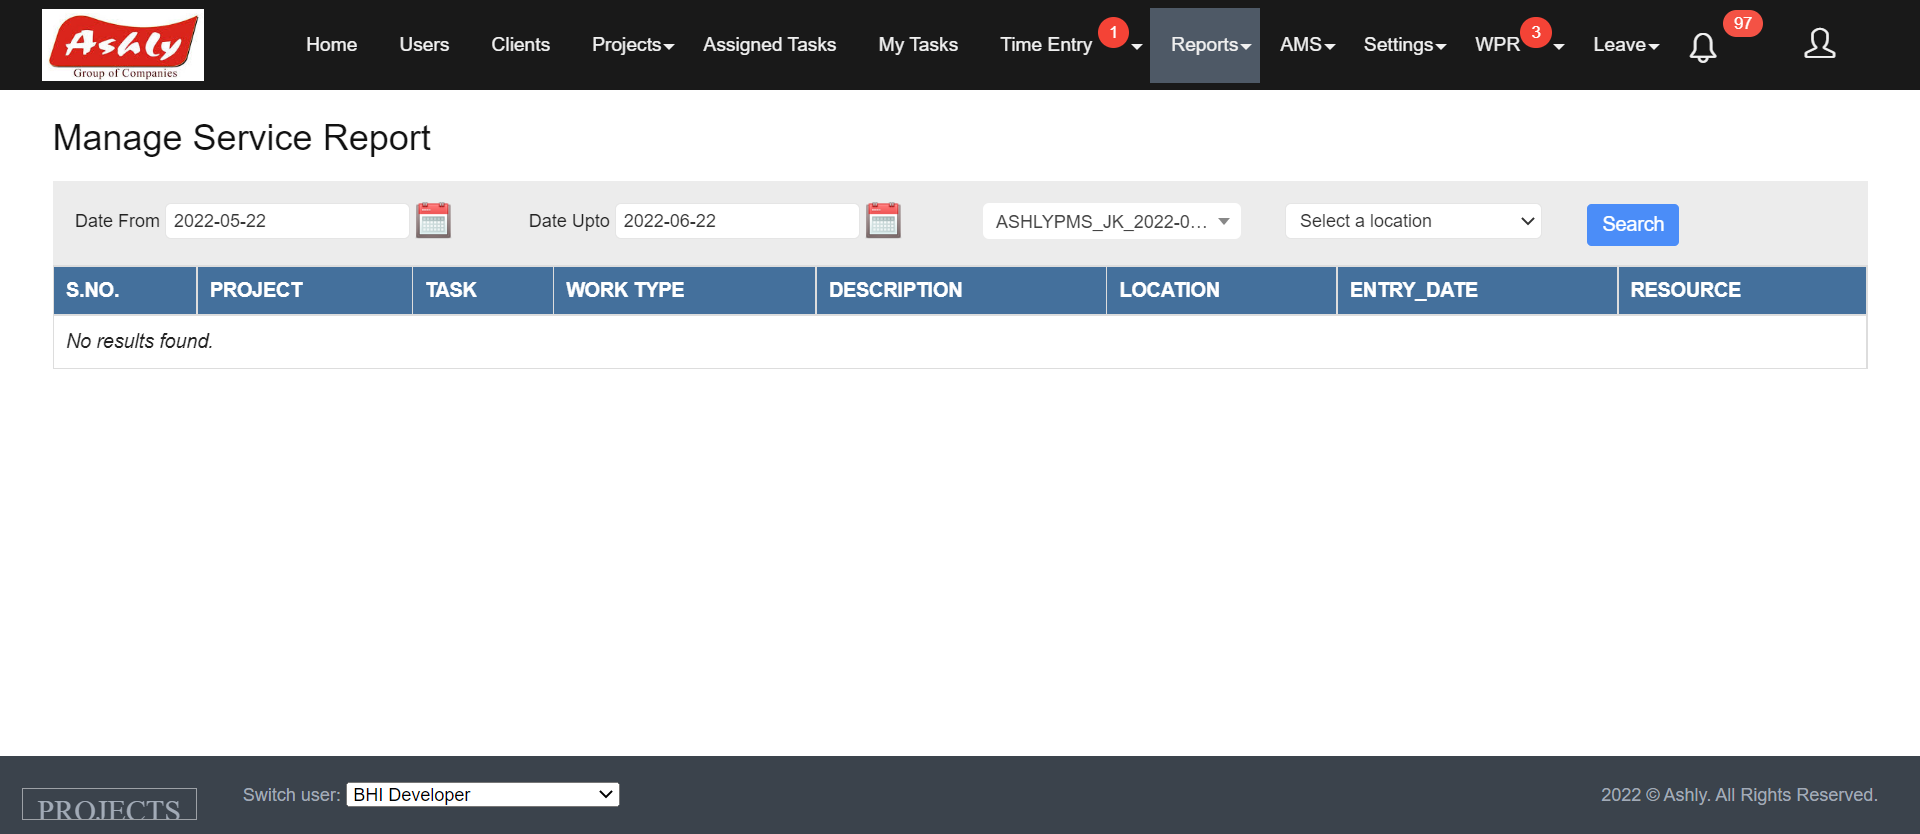 Ashly
Group of Companies
Home Users Clients Projects Assigned Tasks My Tasks Time Entry 1 Reports AMS Settings WPR 3 Leave 97
Manage Service Report
Date From 2022-05-22 Date Upto 2022-06-22 ASHLYPMS_JK_2022-0... Select a location Search
S.NO. PROJECT TASK WORK TYPE DESCRIPTION LOCATION ENTRY_DATE RESOURCE
No results found.
PROJECTS Switch user: BHI Developer 2022 © Ashly. All Rights Reserved.